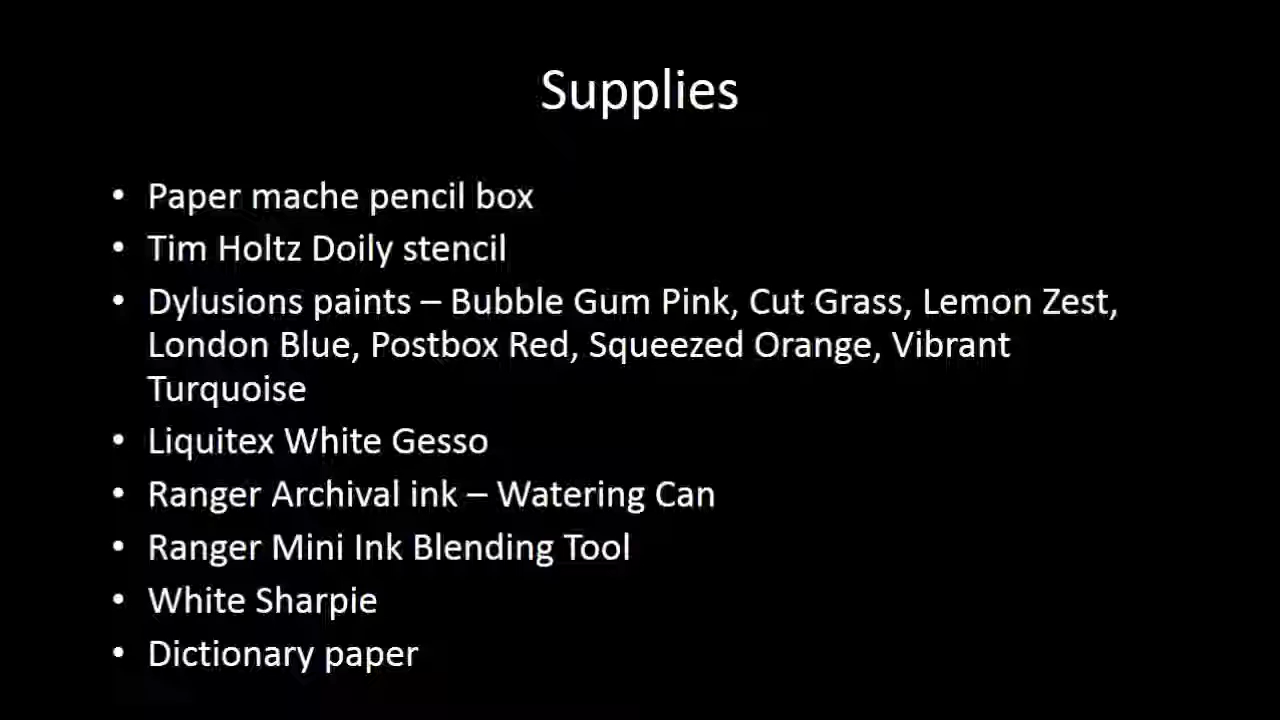 Supplies
• Paper mache pencil box
• Tim Holtz Doily stencil
• Dylusions paints – Bubble Gum Pink, Cut Grass, Lemon Zest,
London Blue, Postbox Red, Squeezed Orange, Vibrant
Turquoise
• Liquitex White Gesso
• Ranger Archival ink – Watering Can
• Ranger Mini Ink Blending Tool
• White Sharpie
• Dictionary paper